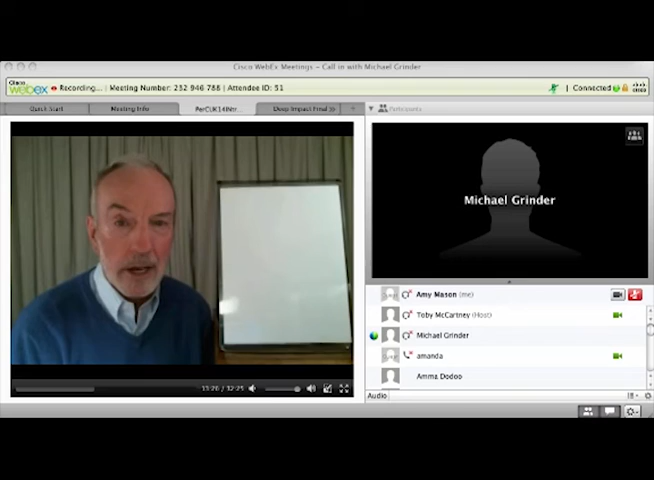 Cisco WebEx Meetings - Call in with Michael Grinder
Cisco
webex Recording... | Meeting Number: 232 946 788 | Attendee ID: 51 | Connected
Quick Start Meeting Info PerCUK14INtr... Deep Impact Final Participants
Michael Grinder
Amy Mason (me)
Toby McCartney (Host)
Michael Grinder
amanda
Amma Dodoo
13:26 / 32:25
Audio